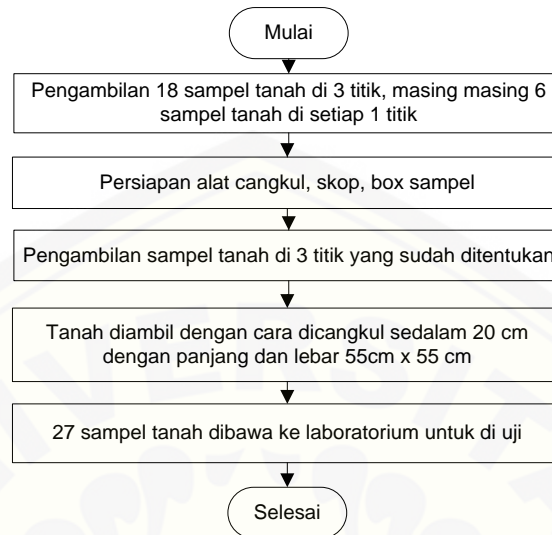 Mulai
Pengambilan 18 sampel tanah di 3 titik, masing masing 6
sampel tanah di setiap 1 titik
Persiapan alat cangkul, skop, box sampel
Pengambilan sampel tanah di 3 titik yang sudah ditentukan
Tanah diambil dengan cara dicangkul sedalam 20 cm
dengan panjang dan lebar 55cm x 55 cm
27 sampel tanah dibawa ke laboratorium untuk di uji
Selesai